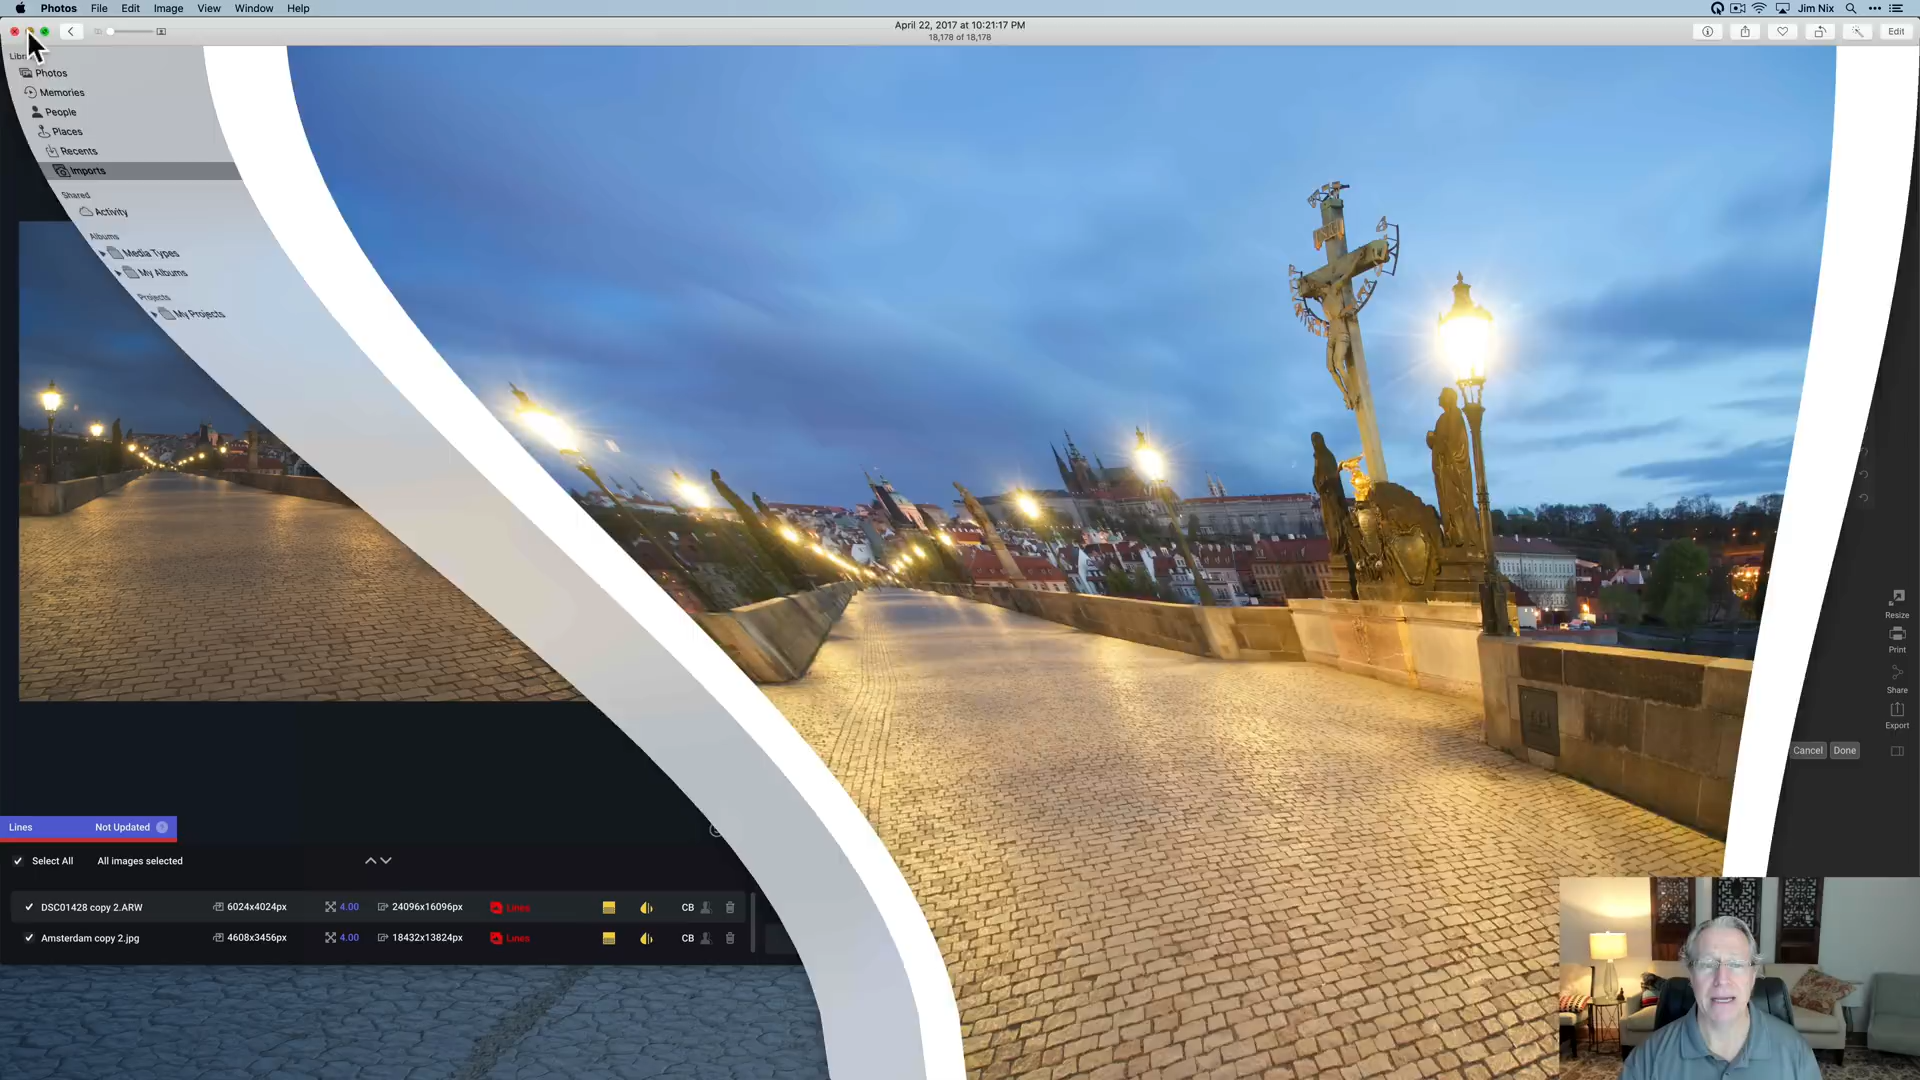 Photos File Edit Image View Window Help Jim Nix
April 22, 2017 at 10:21:17 PM
18,178 of 18,178
Edit
Photos
Memories
People
Places
Recents
Imports
Shared
Activity
Albums
Media Types
My Albums
Projects
My Projects
Resize
Print
Share
Export
Cancel Done
Lines Not Updated
Select All All images selected
DSC01428 copy 2.ARW 6024x4024px 4.00 24096x16096px Lines CB
Amsterdam copy 2.jpg 4608x3456px 4.00 18432x13824px Lines CB